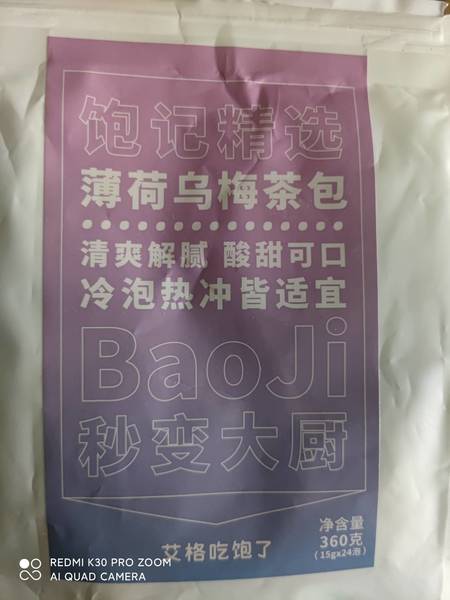 饱记精选
薄荷乌梅茶包
清爽解腻 酸甜可口
冷泡热冲皆适宜
BaoJi
秒变大厨
艾格吃饱了
净含量
360克
(15gx24泡)
REDMI K30 PRO ZOOM
AI QUAD CAMERA